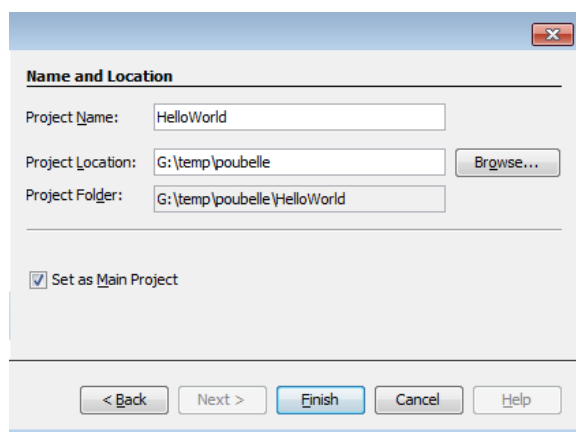 Name and Location
Project Name: HelloWorld
Project Location: G:\temp\poubelle Browse...
Project Folder: G:\temp\poubelle\HelloWorld
Set as Main Project
< Back Next > Finish Cancel Help